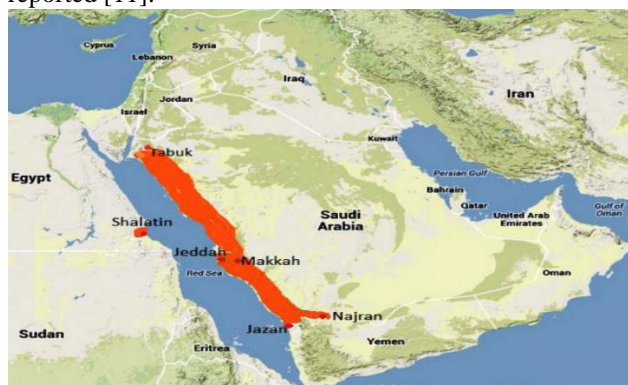 reported [11].
Cyprus
Syria
Lebanon
Iraq
Iran
Israel
Jordan
Kuwait
Tabuk
Egypt
Persian Gulf
Bahrain
Qatar
Gulf of
Oman
Shalatin
Saudi
Arabia
United Arab
Emirates
Jeddah
Makkah
Red Sea
Oman
Najran
Jazan
Sudan
Eritrea
Yemen